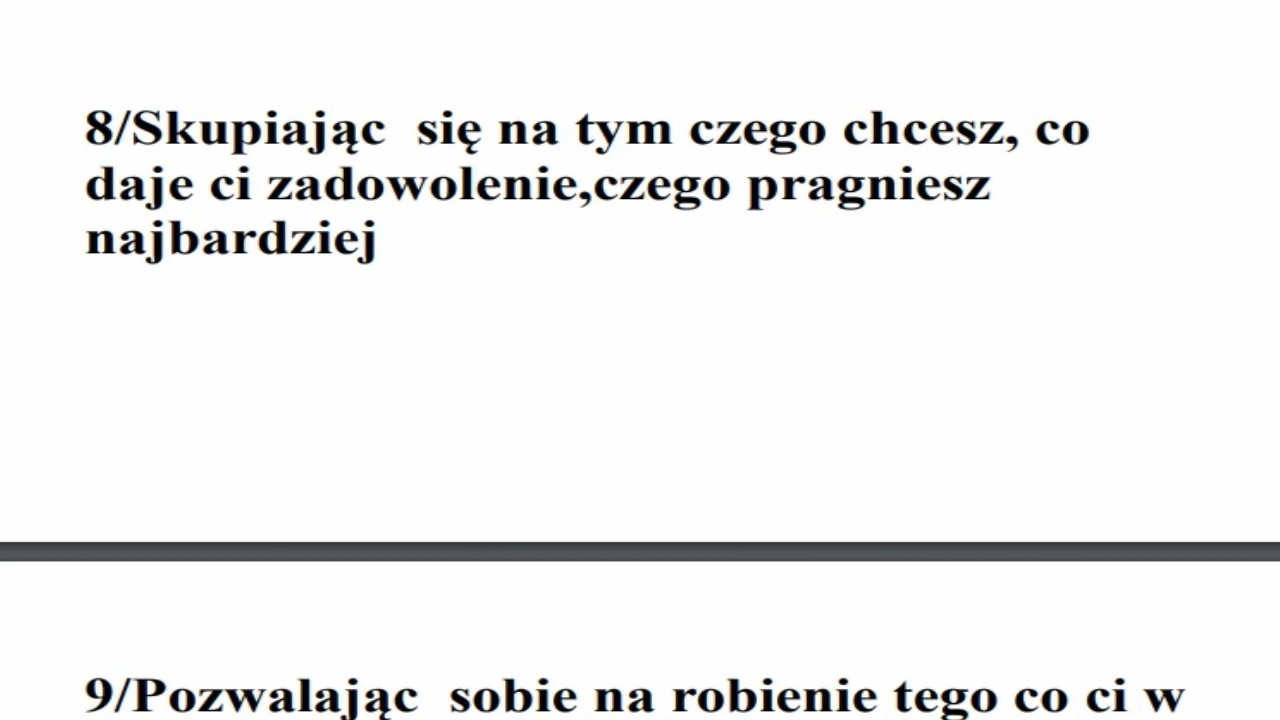 8/Skupiając  się na tym czego chcesz, co
daje ci zadowolenie,czego pragniesz
najbardziej
9/Pozwalając  sobie na robienie tego co ci w